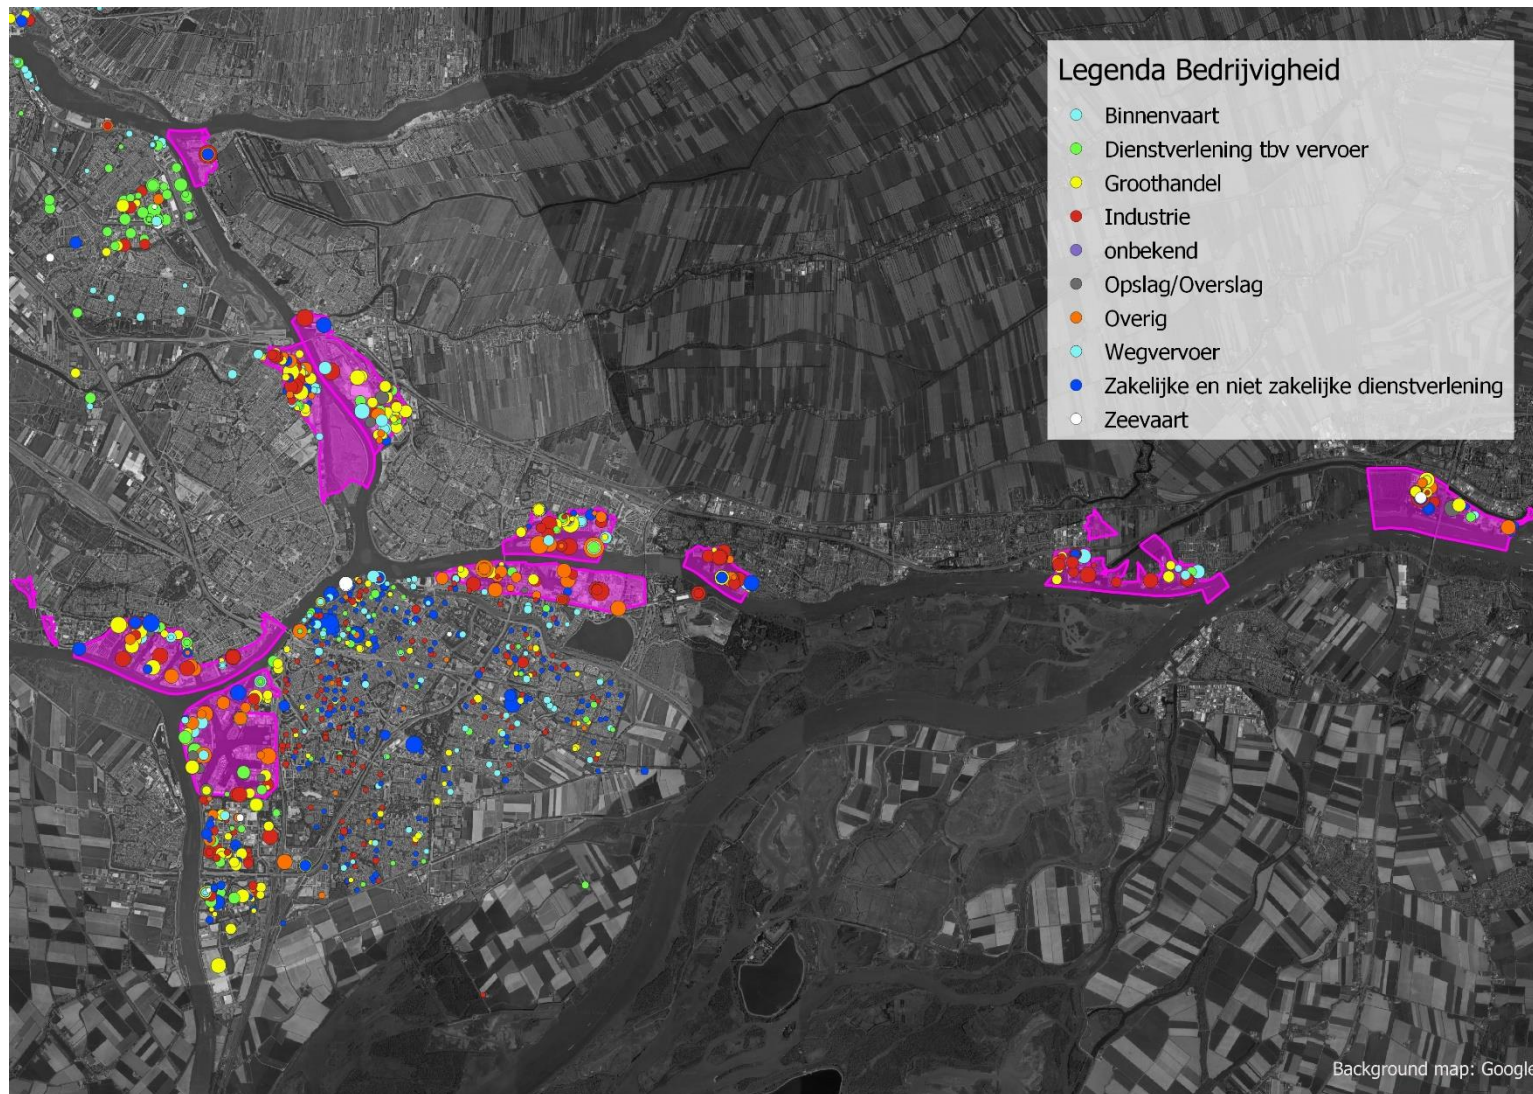 Legenda Bedrijvigheid
Binnenvaart
Dienstverlening tbv vervoer
Groothandel
Industrie
onbekend
Opslag/Overslag
Overig
Wegvervoer
Zakelijke en niet zakelijke dienstverlening
Zeevaart
Background map: Google